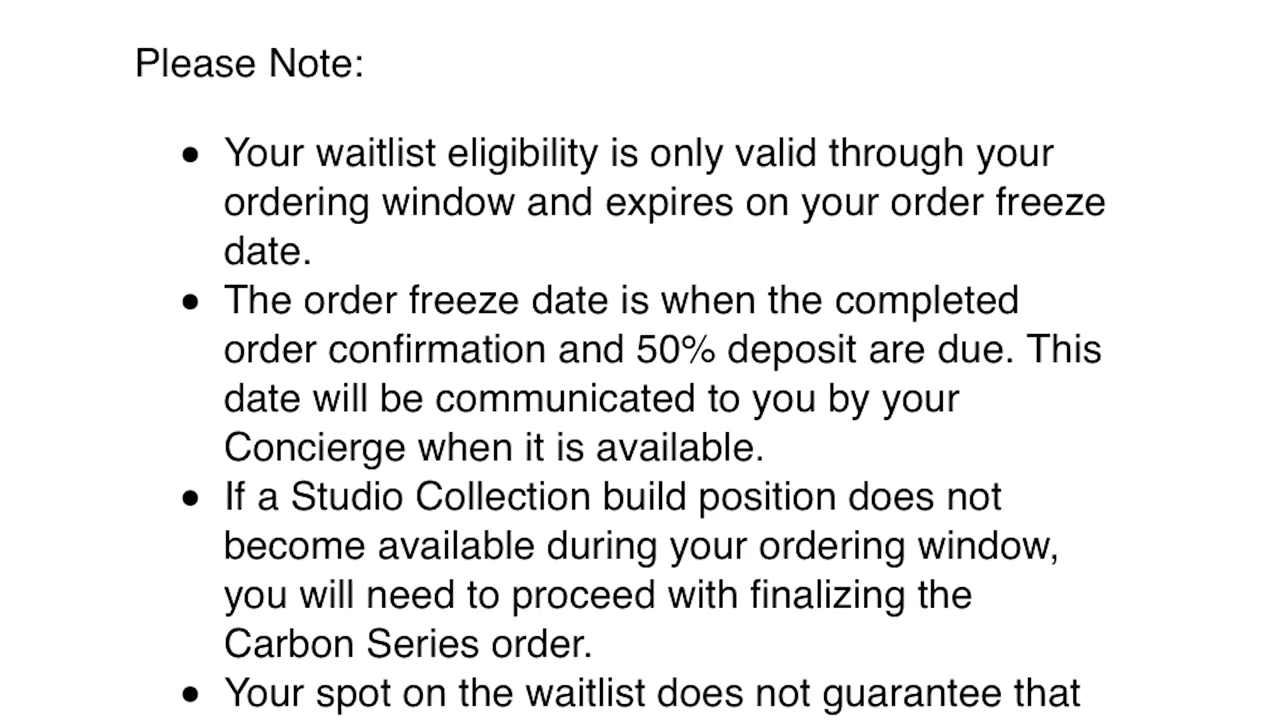 Please Note:
● Your waitlist eligibility is only valid through your
ordering window and expires on your order freeze
date.
● The order freeze date is when the completed
order confirmation and 50% deposit are due. This
date will be communicated to you by your
Concierge when it is available.
● If a Studio Collection build position does not
become available during your ordering window,
you will need to proceed with finalizing the
Carbon Series order.
● Your spot on the waitlist does not guarantee that